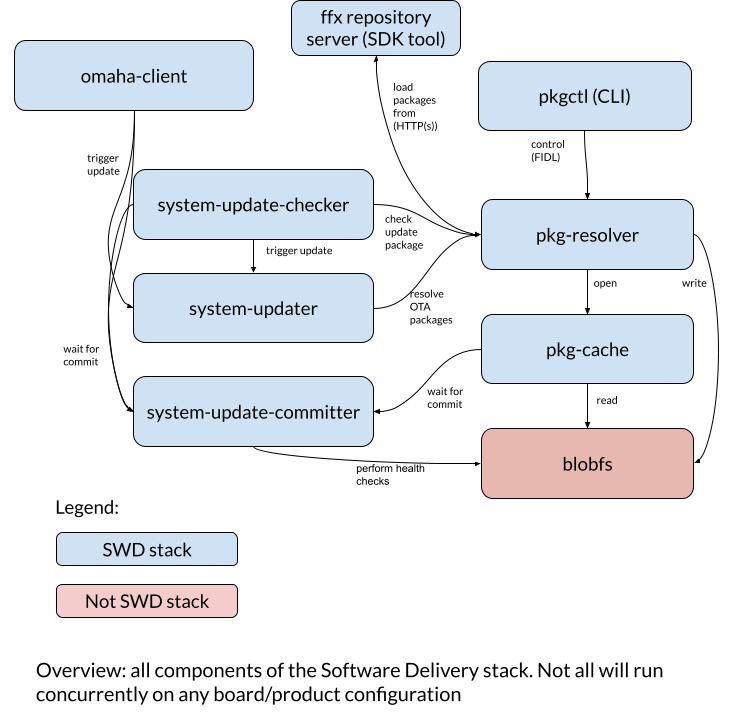 ffx repository
server (SDK tool)
omaha-client
pkgctl (CLI)
load
packages
from
(HTTP(s))
control
(FIDL)
trigger
update
system-update-checker
check
update
package
pkg-resolver
trigger update
system-updater
resolve
OTA
packages
open
write
pkg-cache
wait for
commit
system-update-committer
wait for
commit
read
blobfs
perform health
checks
Legend:
SWD stack
Not SWD stack
Overview: all components of the Software Delivery stack. Not all will run
concurrently on any board/product configuration